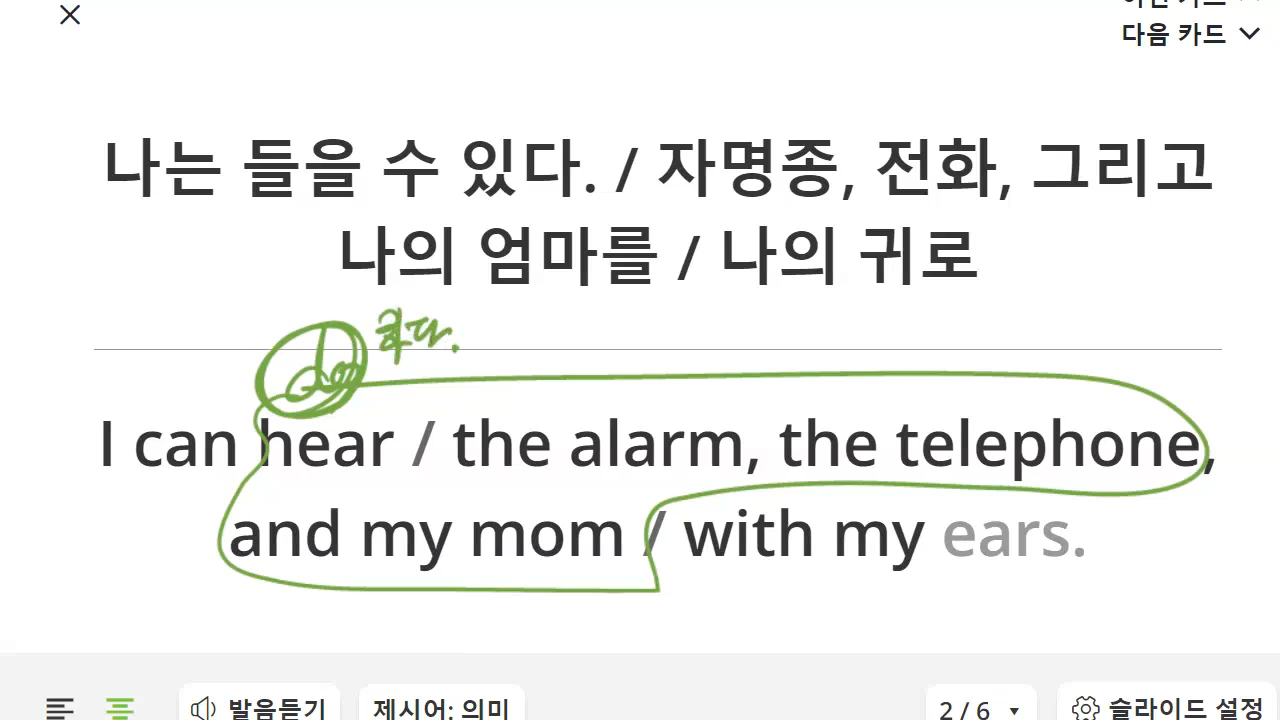 다음 카드
나는 들을 수 있다. / 자명종, 전화, 그리고
나의 엄마를 / 나의 귀로
I can hear / the alarm, the telephone,
and my mom / with my ears.
발음듣기
제시어: 의미
2 / 6
슬라이드 설정